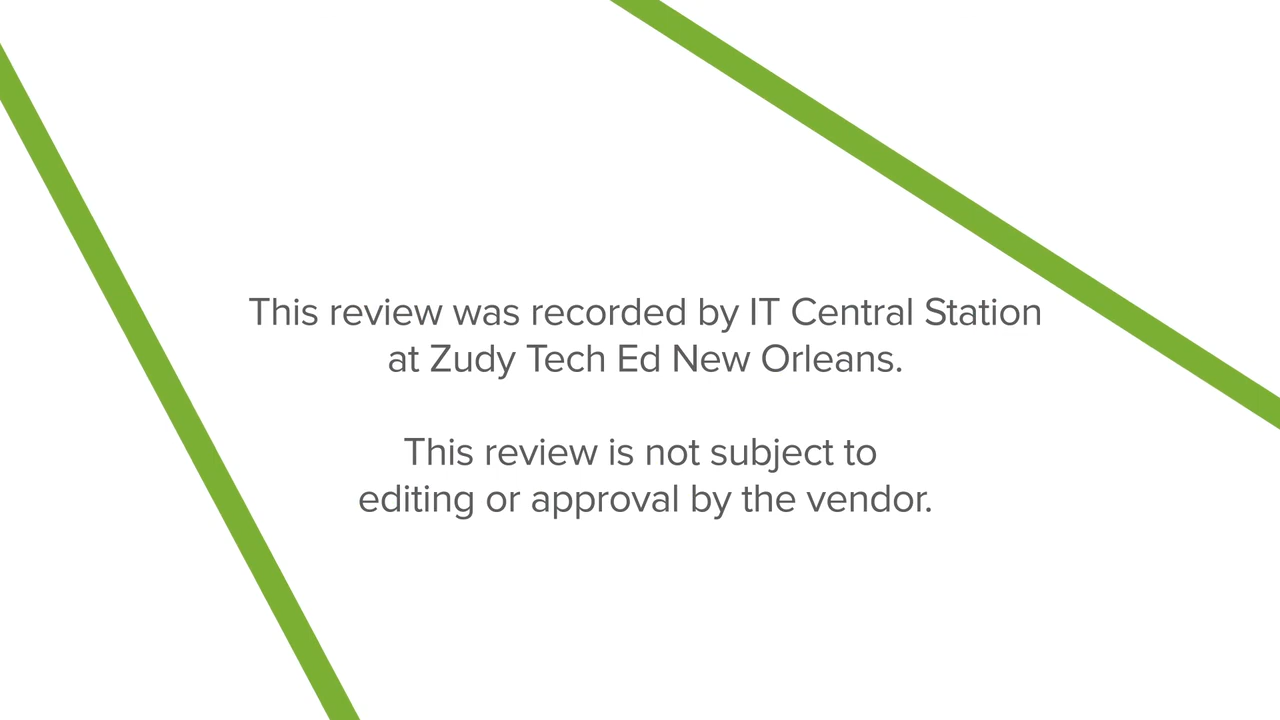 This review was recorded by IT Central Station
at Zudy Tech Ed New Orleans.
This review is not subject to
editing or approval by the vendor.